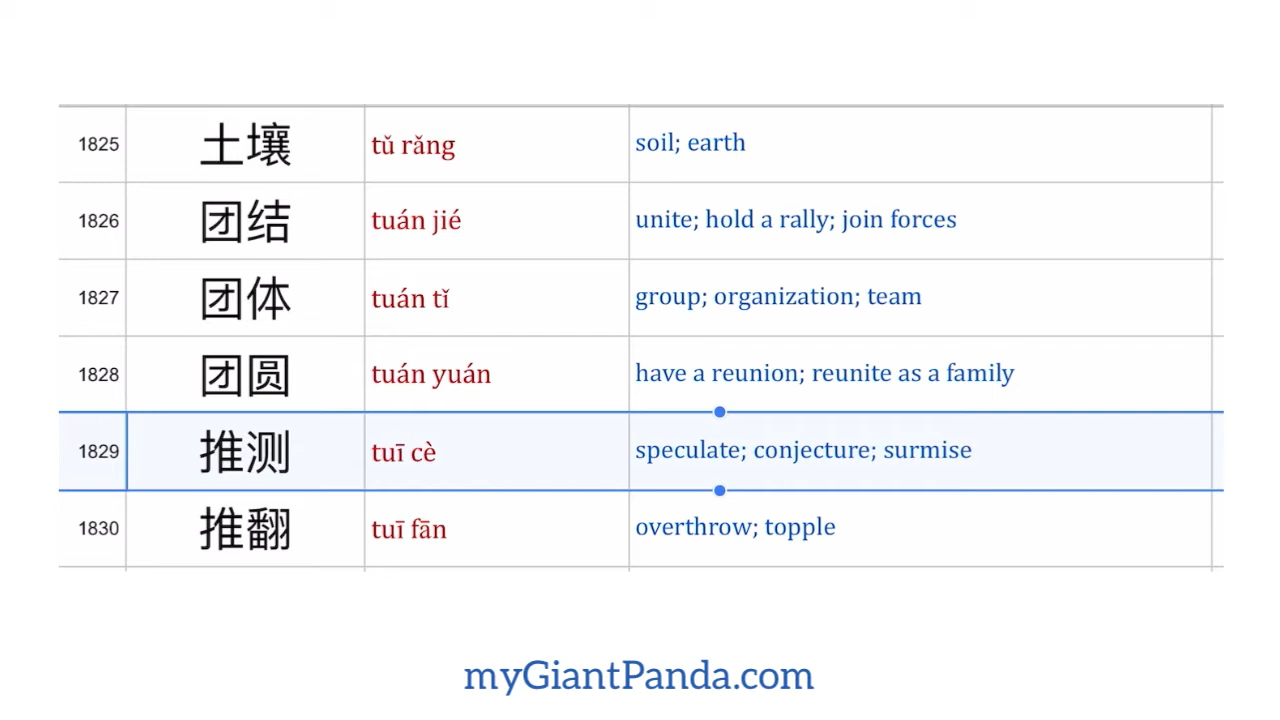 1825 土壤 tǔ rǎng soil; earth
1826 团结 tuán jié unite; hold a rally; join forces
1827 团体 tuán tǐ group; organization; team
1828 团圆 tuán yuán have a reunion; reunite as a family
1829 推测 tuī cè speculate; conjecture; surmise
1830 推翻 tuī fān overthrow; topple
myGiantPanda.com